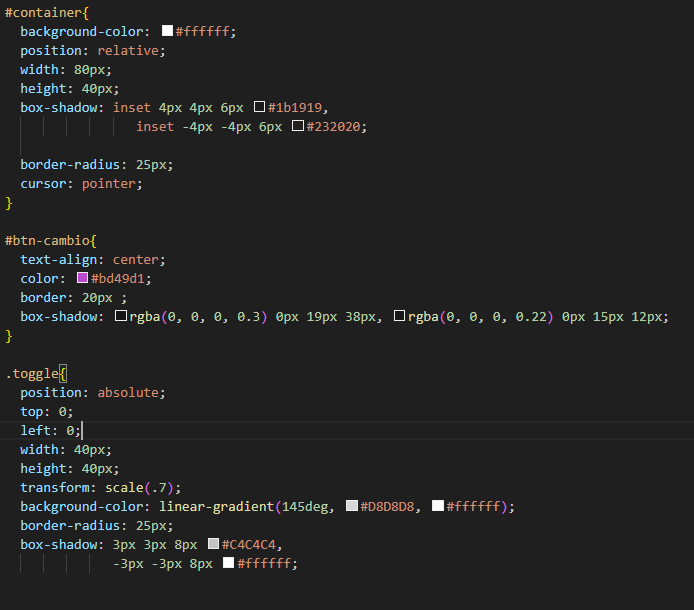 #container{
background-color: #ffffff;
position: relative;
width: 80px;
height: 40px;
box-shadow: inset 4px 4px 6px #1b1919,
inset -4px -4px 6px #232020;
border-radius: 25px;
cursor: pointer;
}
#btn-cambio{
text-align: center;
color: #bd49d1;
border: 20px ;
box-shadow: rgba(0, 0, 0, 0.3) 0px 19px 38px, rgba(0, 0, 0, 0.22) 0px 15px 12px;
}
.toggle{
position: absolute;
top: 0;
left: 0;
width: 40px;
height: 40px;
transform: scale(.7);
background-color: linear-gradient(145deg, #D8D8D8, #ffffff);
border-radius: 25px;
box-shadow: 3px 3px 8px #C4C4C4,
-3px -3px 8px #ffffff;